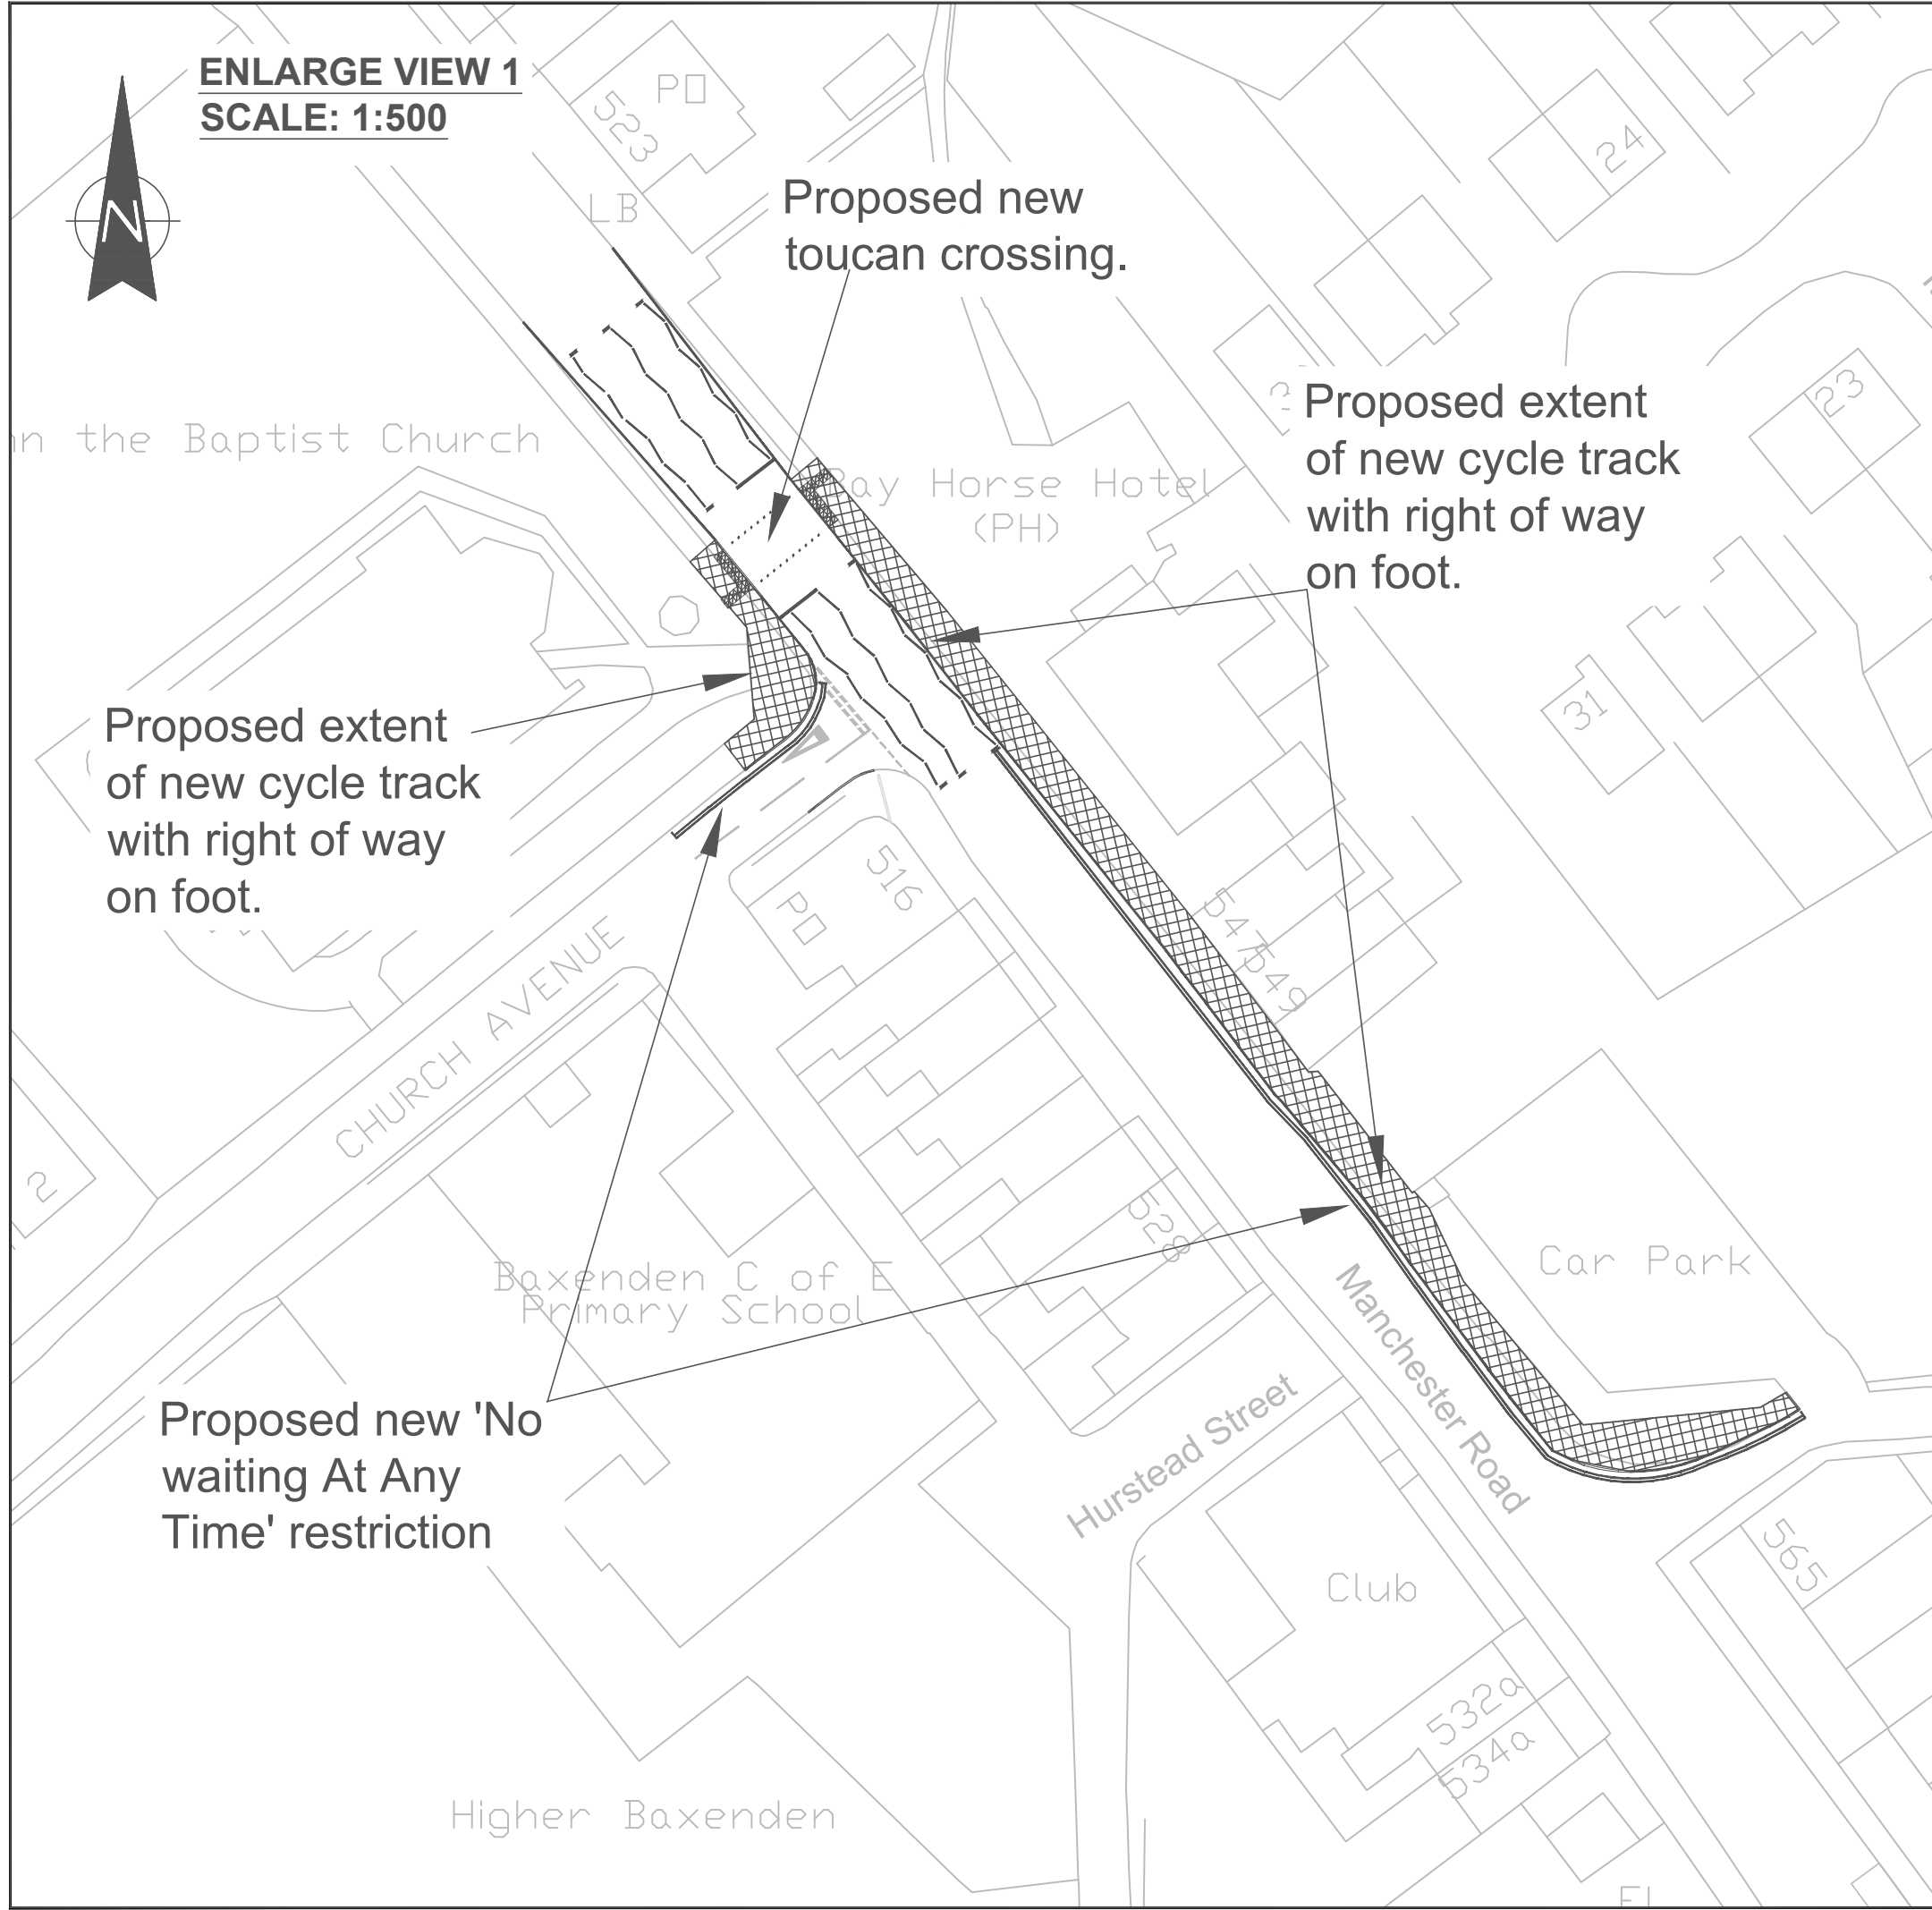 ENLARGE VIEW 1
SCALE: 1:500
N
PO
523
LB
24
Proposed new
toucan crossing.
Proposed extent
of new cycle track
with right of way
on foot.
23
the Baptist Church
Horse Hotel
(PH)
31
Proposed extent
of new cycle track
with right of way
on foot.
516
PO
547
549
CHURCH AVENUE
2
528
Car Park
Baxenden C of E
Primary School
Manchester Road
Hurstead Street
Proposed new 'No
waiting At Any
Time' restriction
565
Club
532a
534a
Higher Baxenden